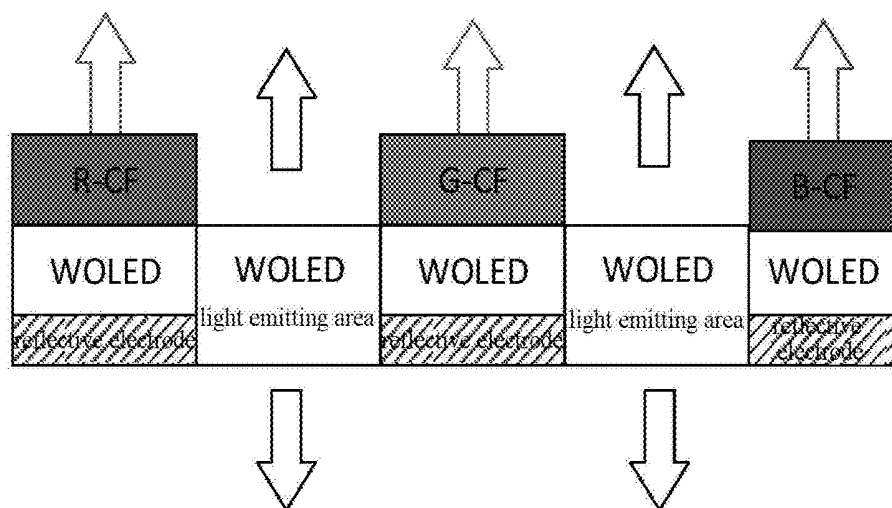 R-CF
G-CF
B-CF
WOLED
WOLED
WOLED
WOLED
WOLED
reflective electrode
light emitting area
reflective electrode
light emitting area
reflective
electrode